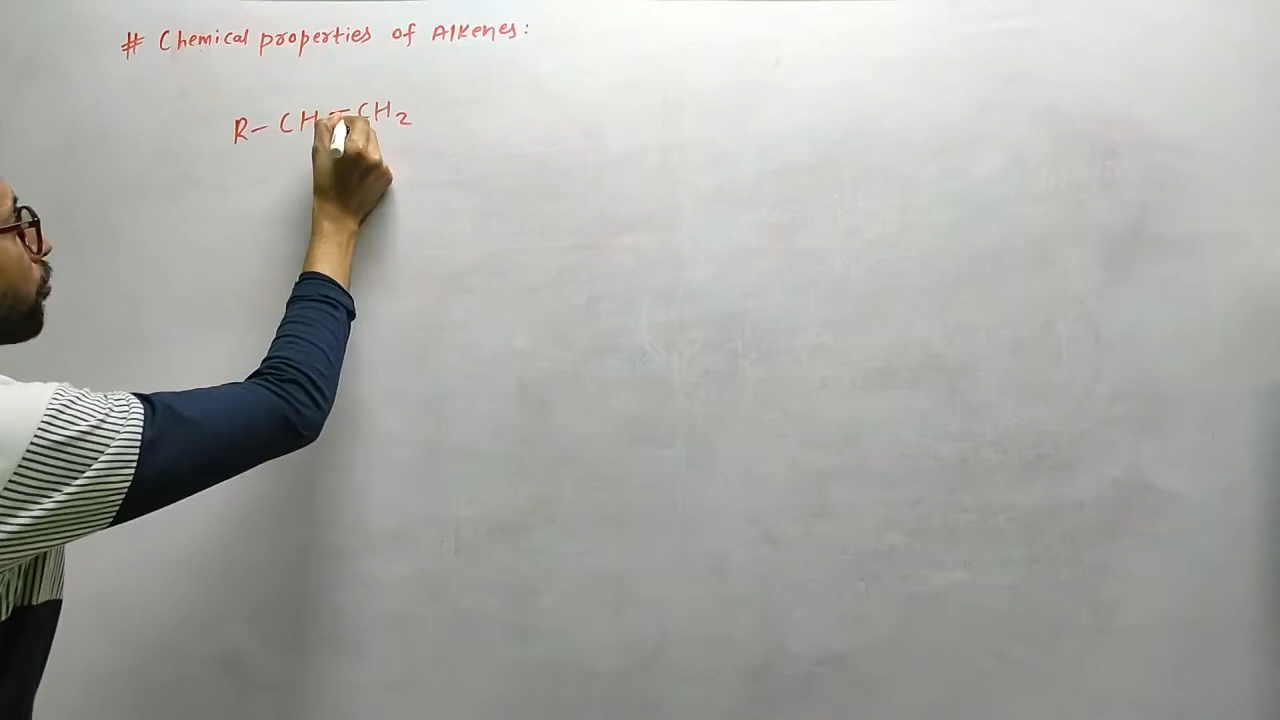 # Chemical properties of Alkenes:
R- CH = CH2